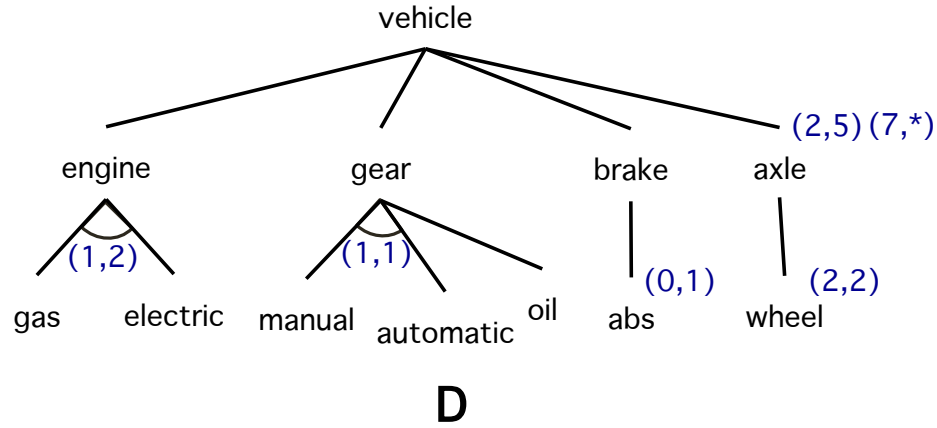 vehicle
(2,5) (7,*)
engine gear brake axle
(1,2) (1,1) (0,1) (2,2)
gas electric manual automatic oil abs wheel
D